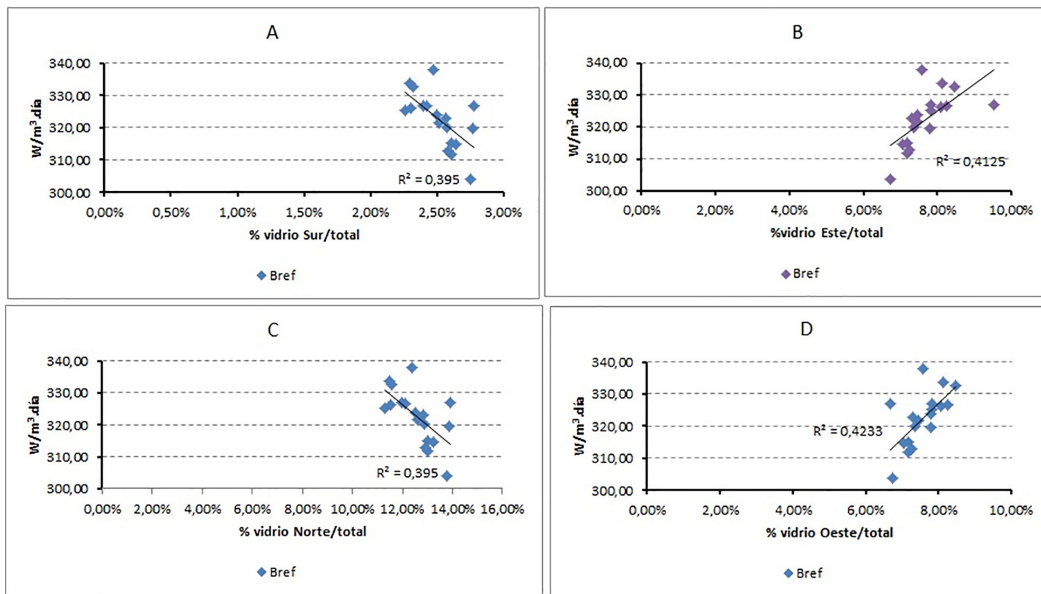 A
340,00
330,00
320,00
310,00
300,00
W/m³.día
R² = 0,395
0,00% 0,50% 1,00% 1,50% 2,00% 2,50% 3,00%
% vidrio Sur/total
Bref
B
340,00
330,00
320,00
310,00
300,00
W/m³.día
R² = 0,4125
0,00% 2,00% 4,00% 6,00% 8,00% 10,00%
%vidrio Este/total
Bref
C
340,00
330,00
320,00
310,00
300,00
W/m³.día
R² = 0,395
0,00% 2,00% 4,00% 6,00% 8,00% 10,00% 12,00% 14,00% 16,00%
% vidrio Norte/total
Bref
D
340,00
330,00
320,00
310,00
300,00
W/m³.día
R² = 0,4233
0,00% 2,00% 4,00% 6,00% 8,00% 10,00%
% vidrio Oeste/total
Bref